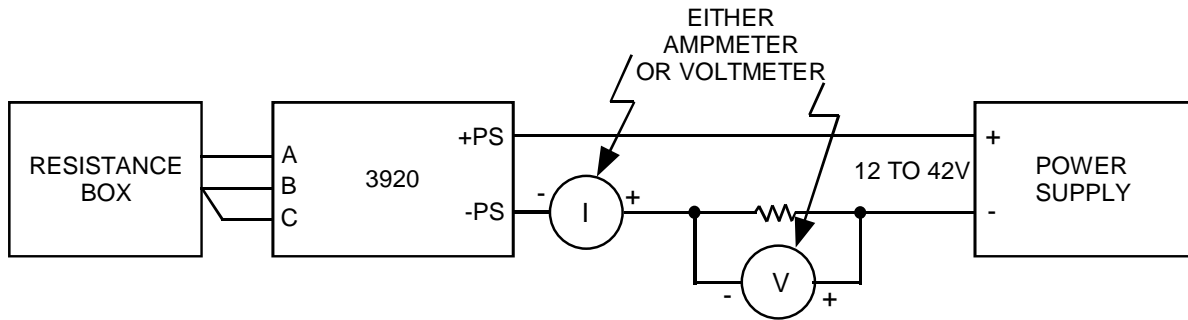 EITHER
AMPMETER
OR VOLTMETER
RESISTANCE
BOX
A
B
C
3920
+PS
-PS
-
I
+
12 TO 42V
+
-
POWER
SUPPLY
-
V
+